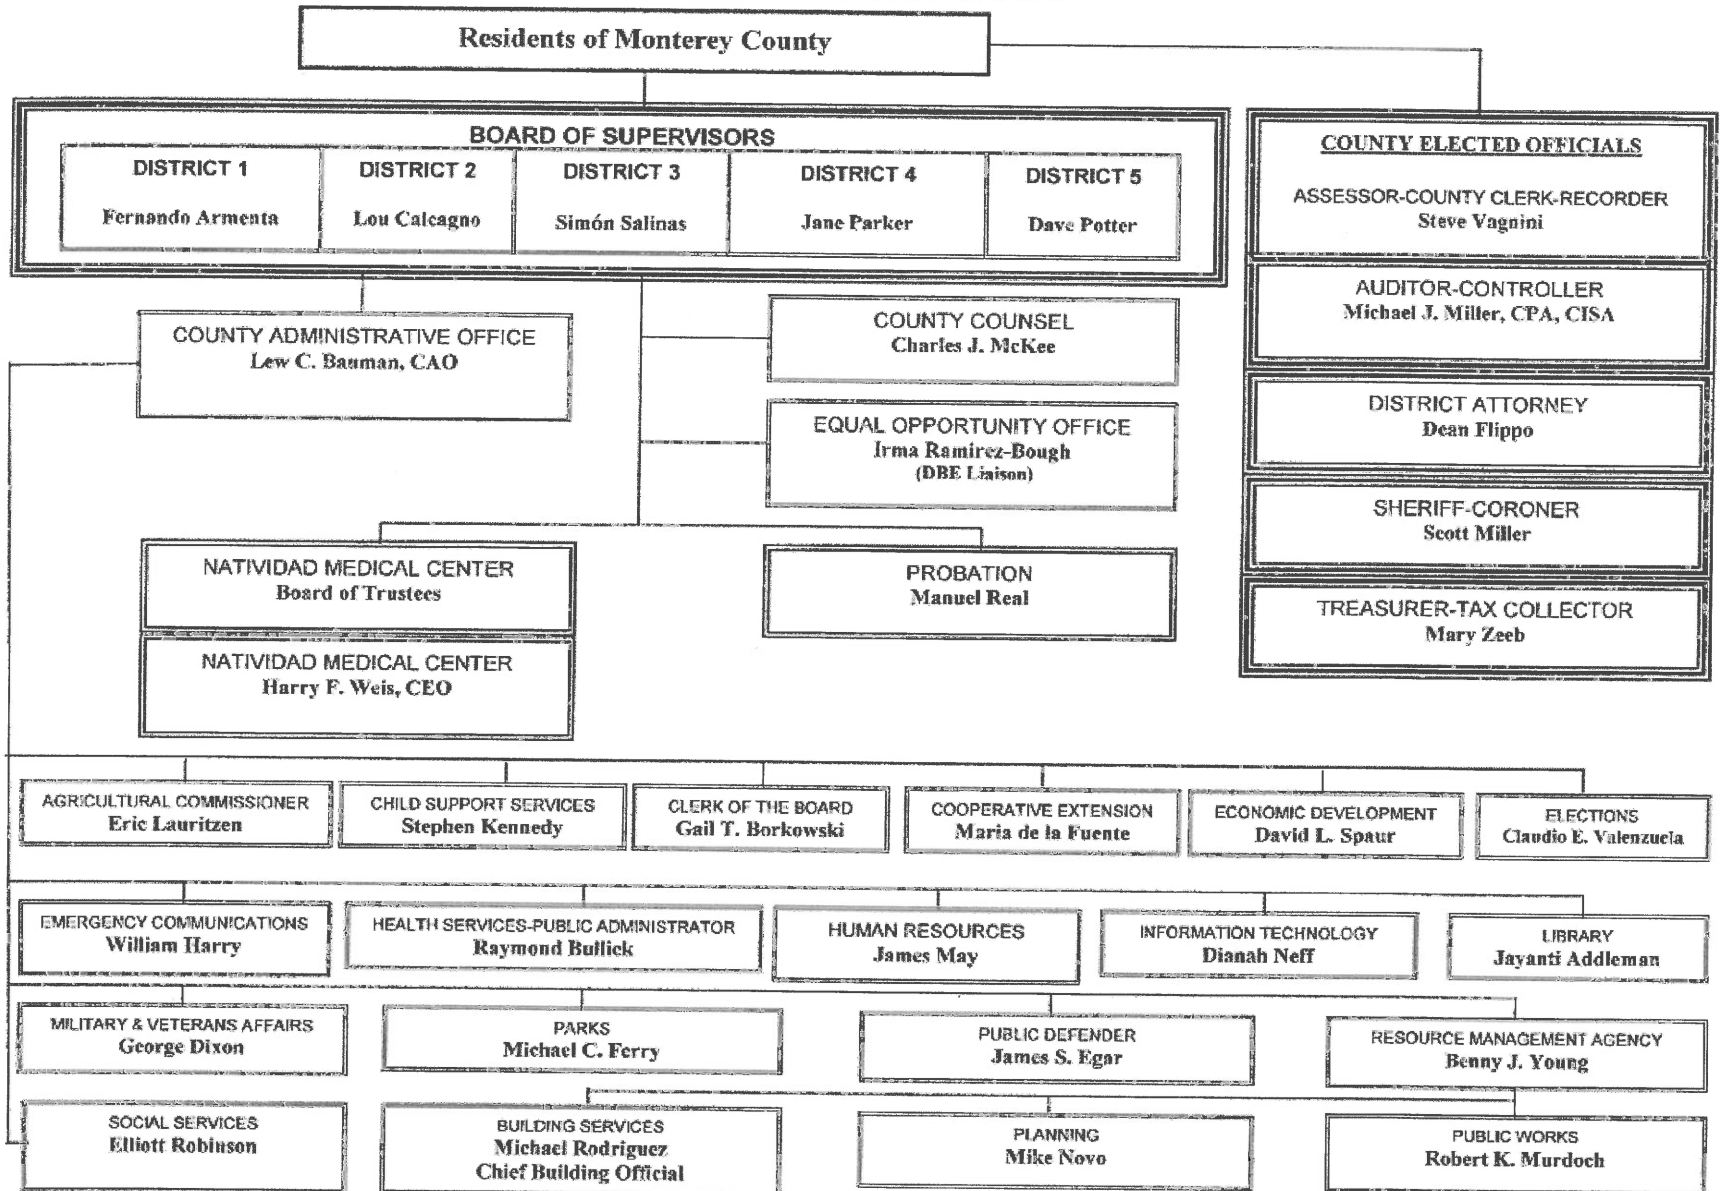 Residents of Monterey County
BOARD OF SUPERVISORS
DISTRICT 1
Fernando Armenta
DISTRICT 2
Lou Calcagno
DISTRICT 3
Simón Salinas
DISTRICT 4
Jane Parker
DISTRICT 5
Dave Potter
COUNTY ELECTED OFFICIALS
ASSESSOR-COUNTY CLERK-RECORDER
Steve Vagnini
AUDITOR-CONTROLLER
Michael J. Miller, CPA, CISA
DISTRICT ATTORNEY
Dean Flippo
SHERIFF-CORONER
Scott Miller
TREASURER-TAX COLLECTOR
Mary Zeeb
COUNTY ADMINISTRATIVE OFFICE
Lew C. Bauman, CAO
COUNTY COUNSEL
Charles J. McKee
EQUAL OPPORTUNITY OFFICE
Irma Ramirez-Bough
(DBE Liaison)
NATIVIDAD MEDICAL CENTER
Board of Trustees
NATIVIDAD MEDICAL CENTER
Harry F. Weis, CEO
PROBATION
Manuel Real
AGRICULTURAL COMMISSIONER
Eric Lauritzen
CHILD SUPPORT SERVICES
Stephen Kennedy
CLERK OF THE BOARD
Gail T. Borkowski
COOPERATIVE EXTENSION
Maria de la Fuente
ECONOMIC DEVELOPMENT
David L. Spaur
ELECTIONS
Claudio E. Valenzuela
EMERGENCY COMMUNICATIONS
William Harry
HEALTH SERVICES-PUBLIC ADMINISTRATOR
Raymond Bullick
HUMAN RESOURCES
James May
INFORMATION TECHNOLOGY
Dianah Neff
LIBRARY
Jayanti Addleman
MILITARY & VETERANS AFFAIRS
George Dixon
PARKS
Michael C. Ferry
PUBLIC DEFENDER
James S. Egar
RESOURCE MANAGEMENT AGENCY
Benny J. Young
SOCIAL SERVICES
Elliott Robinson
BUILDING SERVICES
Michael Rodriguez
Chief Building Official
PLANNING
Mike Novo
PUBLIC WORKS
Robert K. Murdoch